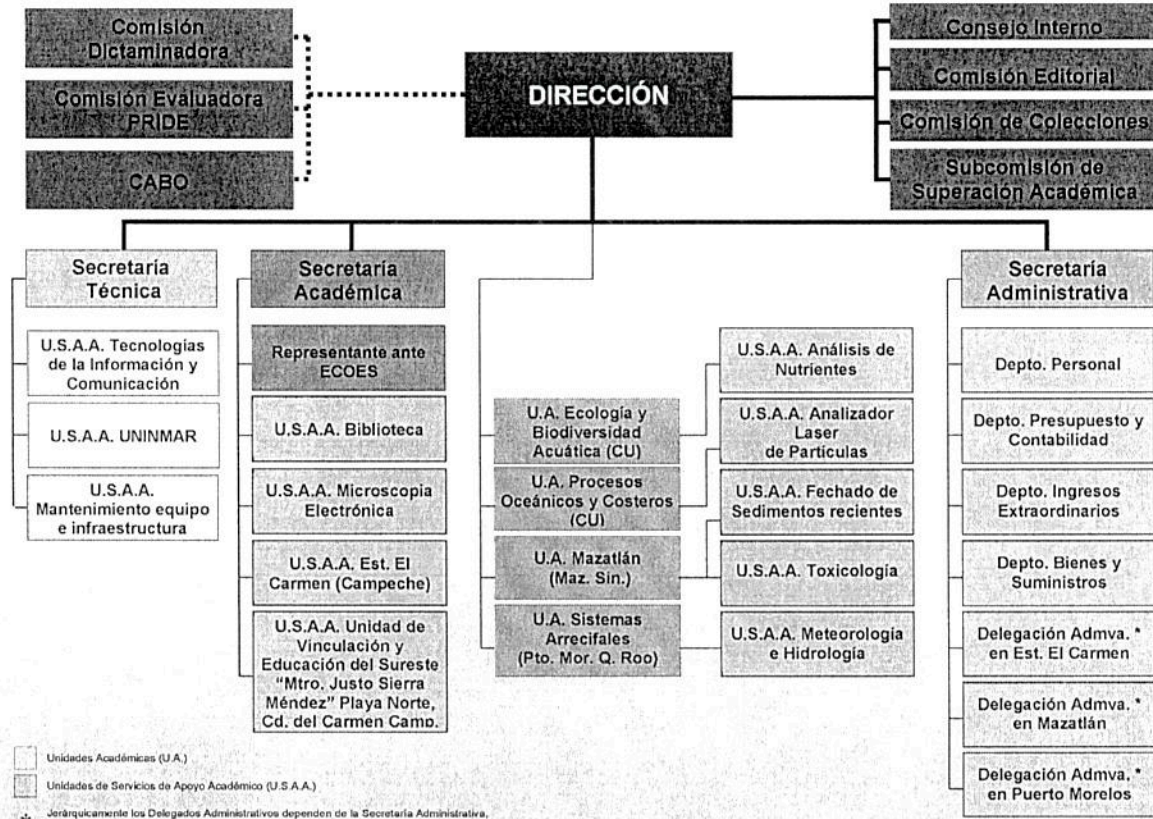 Comisión
Dictaminadora
Comisión Evaluadora
PRIDE
CABO
DIRECCIÓN
Consejo Interno
Comisión Editorial
Comisión de Colecciones
Subcomisión de
Superación Académica
Secretaría
Técnica
U.S.A.A. Tecnologías
de la Información y
Comunicación
U.S.A.A. UNINMAR
U.S.A.A.
Mantenimiento equipo
e infraestructura
Secretaría
Académica
Representante ante
ECOES
U.S.A.A. Biblioteca
U.S.A.A. Microscopia
Electrónica
U.S.A.A. Est. El
Carmen (Campeche)
U.S.A.A. Unidad de
Vinculación y
Educación del Sureste
"Mtro. Justo Sierra
Méndez" Playa Norte,
Cd. del Carmen Camp.
U.A. Ecología y
Biodiversidad
Acuática (CU)
U.A. Procesos
Oceánicos y Costeros
(CU)
U.A. Mazatlán
(Maz. Sin.)
U.A. Sistemas
Arrecifales
(Pto. Mor. Q. Roo)
U.S.A.A. Análisis de
Nutrientes
U.S.A.A. Analizador
Laser
de Partículas
U.S.A.A. Fechado de
Sedimentos recientes
U.S.A.A. Toxicología
U.S.A.A. Meteorología
e Hidrología
Secretaría
Administrativa
Depto. Personal
Depto. Presupuesto y
Contabilidad
Depto. Ingresos
Extraordinarios
Depto. Bienes y
Suministros
Delegación Admva. *
en Est. El Carmen
Delegación Admva. *
en Mazatlán
Delegación Admva. *
en Puerto Morelos
Unidades Académicas (U.A.)
Unidades de Servicios de Apoyo Académico (U.S.A.A.)
* Jerárquicamente los Delegados Administrativos dependen de la Secretaría Administrativa,